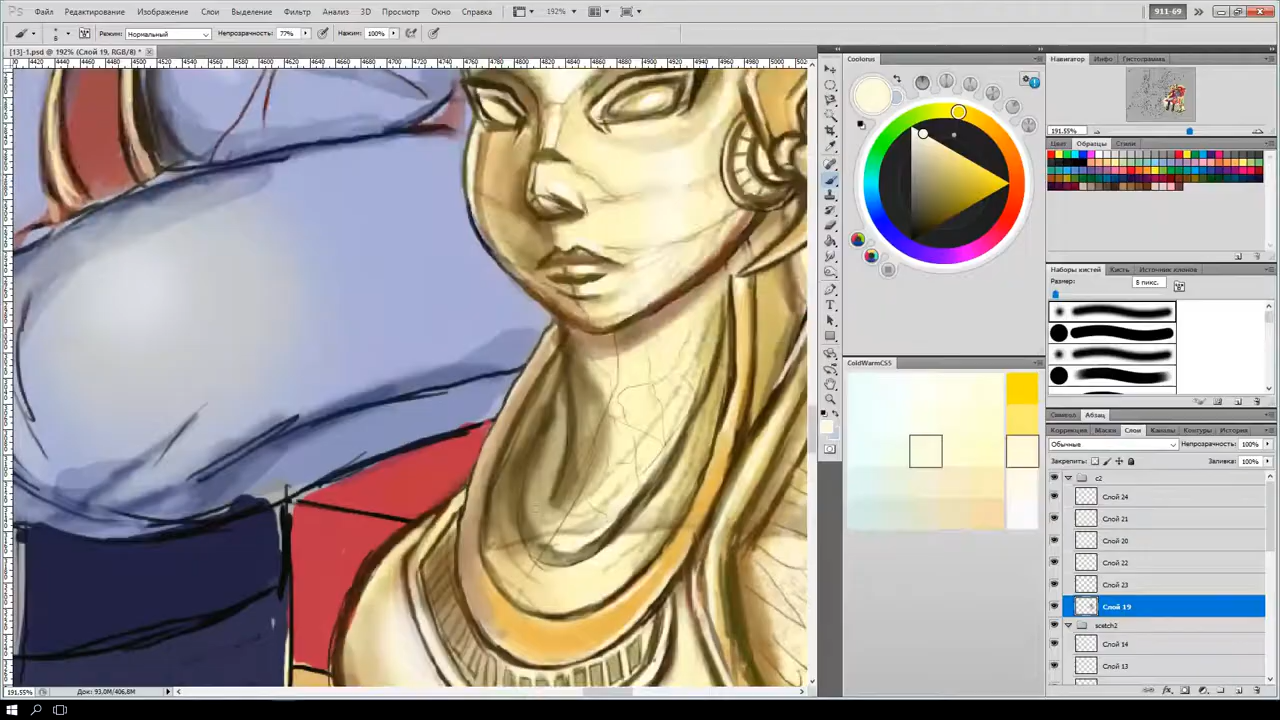 Ps Файл Редактирование Изображение Слои Выделение Фильтр Анализ 3D Просмотр Окно Справка 192% 911-69
8 Режим: Нормальный Непрозрачность: 77% Нажим: 100%
[13]-1.psd @ 192% (Слой 19, RGB/8) *
Coolorus
Навигатор Инфо Гистограмма
191.55%
Цвет Образцы Стили
Наборы кистей Кисть Источник клонов
Размер: 8 пикс.
ColdWarmCS5
Символ Абзац
Коррекция Маски Слои Каналы Контуры История
Обычные Непрозрачность: 100%
Закрепить: Заливка: 100%
c2
Слой 24
Слой 21
Слой 20
Слой 22
Слой 23
Слой 19
scetch2
Слой 14
Слой 13
191.55% Док: 93,0M/406,8M